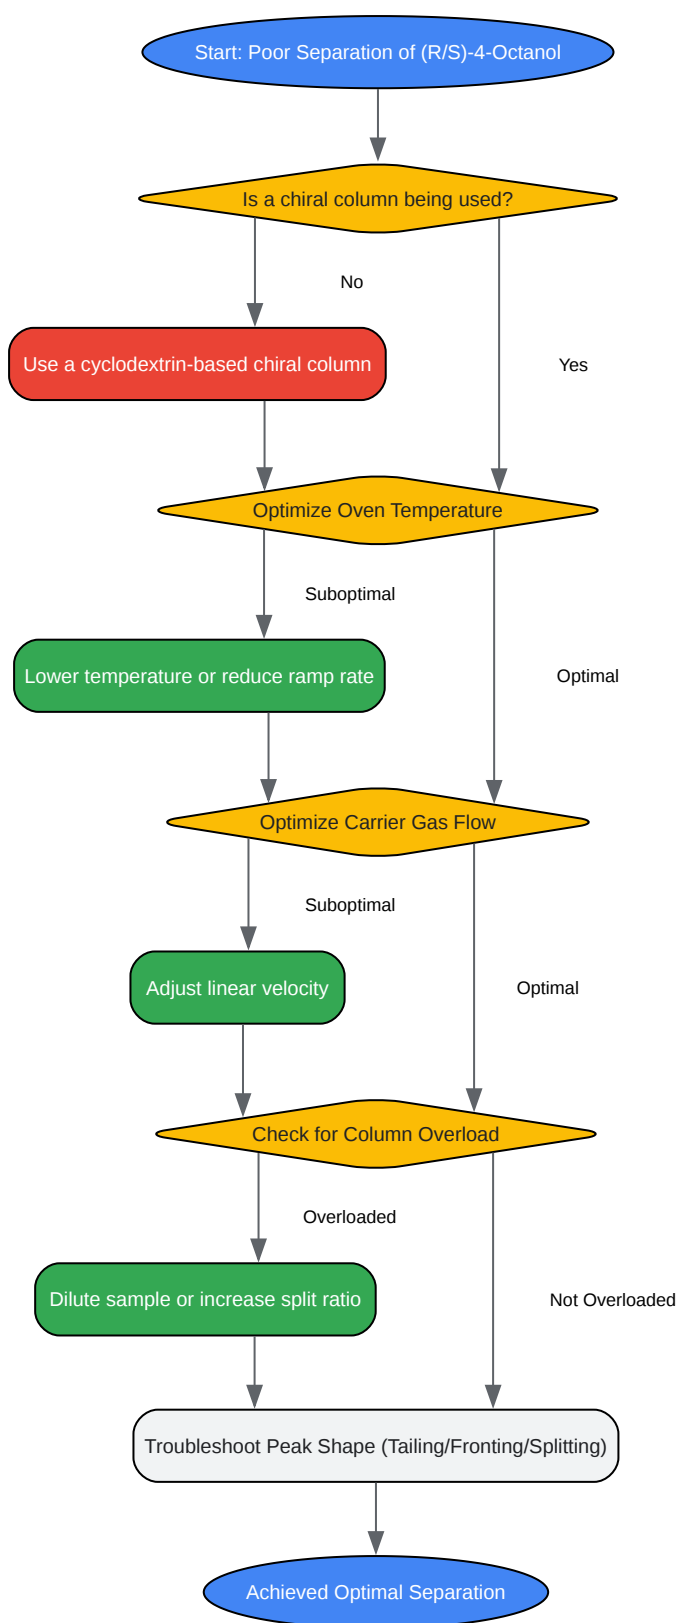 Start: Poor Separation of (R/S)-4-Octanol
Is a chiral column being used?
No
Use a cyclodextrin-based chiral column
Yes
Optimize Oven Temperature
Suboptimal
Lower temperature or reduce ramp rate
Optimal
Optimize Carrier Gas Flow
Suboptimal
Adjust linear velocity
Optimal
Check for Column Overload
Overloaded
Dilute sample or increase split ratio
Not Overloaded
Troubleshoot Peak Shape (Tailing/Fronting/Splitting)
Achieved Optimal Separation